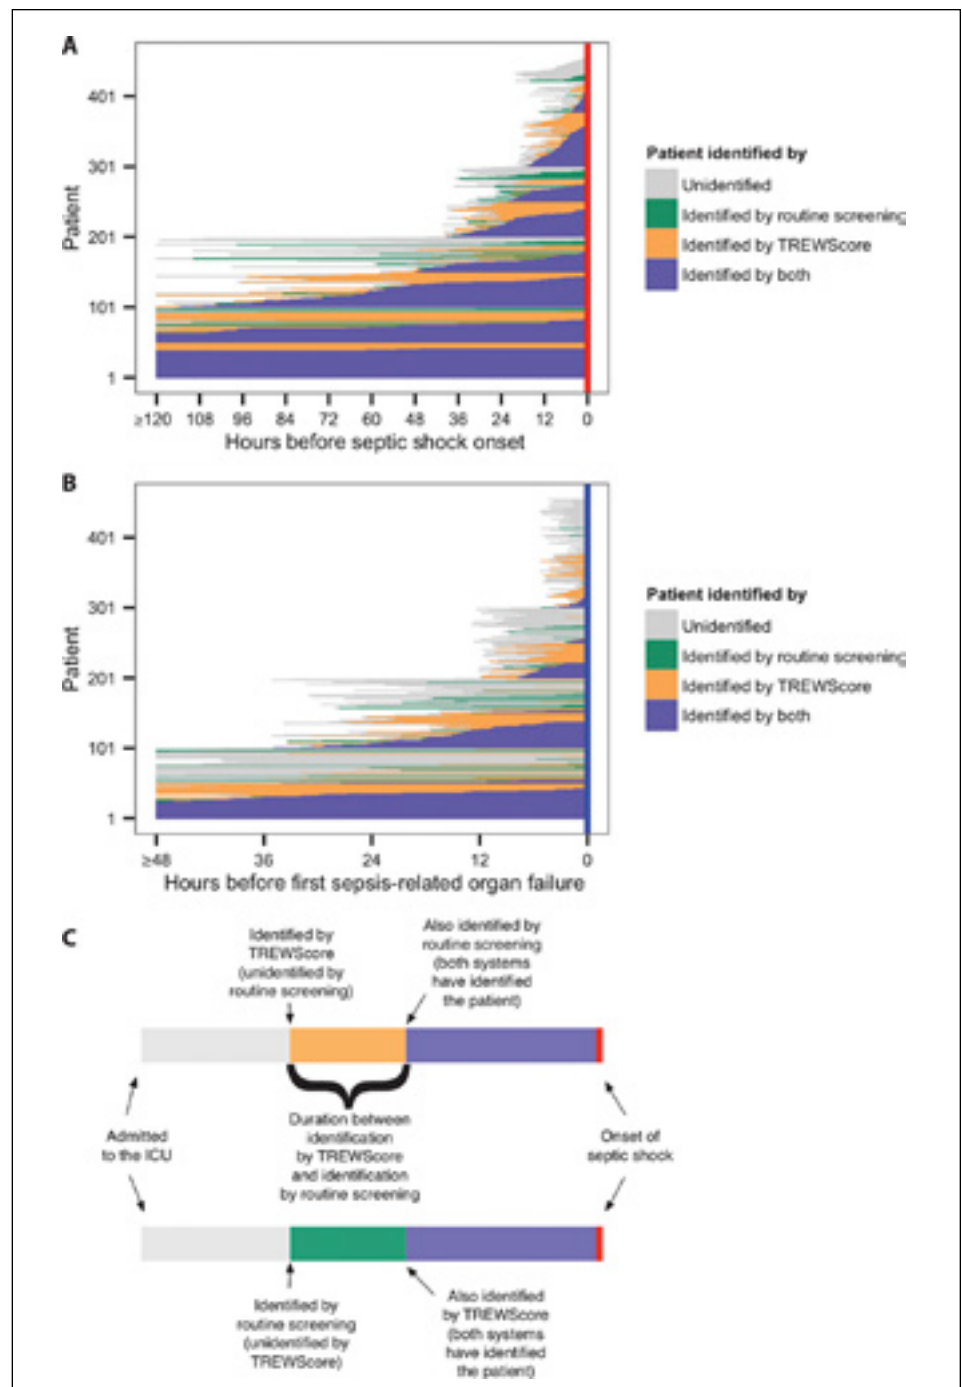 A
401
301
201
101
1
Patient
≥120 108 96 84 72 60 48 36 24 12 0
Hours before septic shock onset
Patient identified by
Unidentified
Identified by routine screening
Identified by TREWScore
Identified by both
B
401
301
201
101
1
Patient
≥48 36 24 12 0
Hours before first sepsis-related organ failure
Patient identified by
Unidentified
Identified by routine screening
Identified by TREWScore
Identified by both
C
Identified by
TREWScore
(unidentified by
routine screening)
Also identified by
routine screening
(both systems
have identified
the patient)
Admitted
to the ICU
Duration between
identification
by TREWScore
and identification
by routine screening
Onset of
septic shock
Identified by
routine screening
(unidentified by
TREWScore)
Also identified
by TREWScore
(both systems
have identified
the patient)